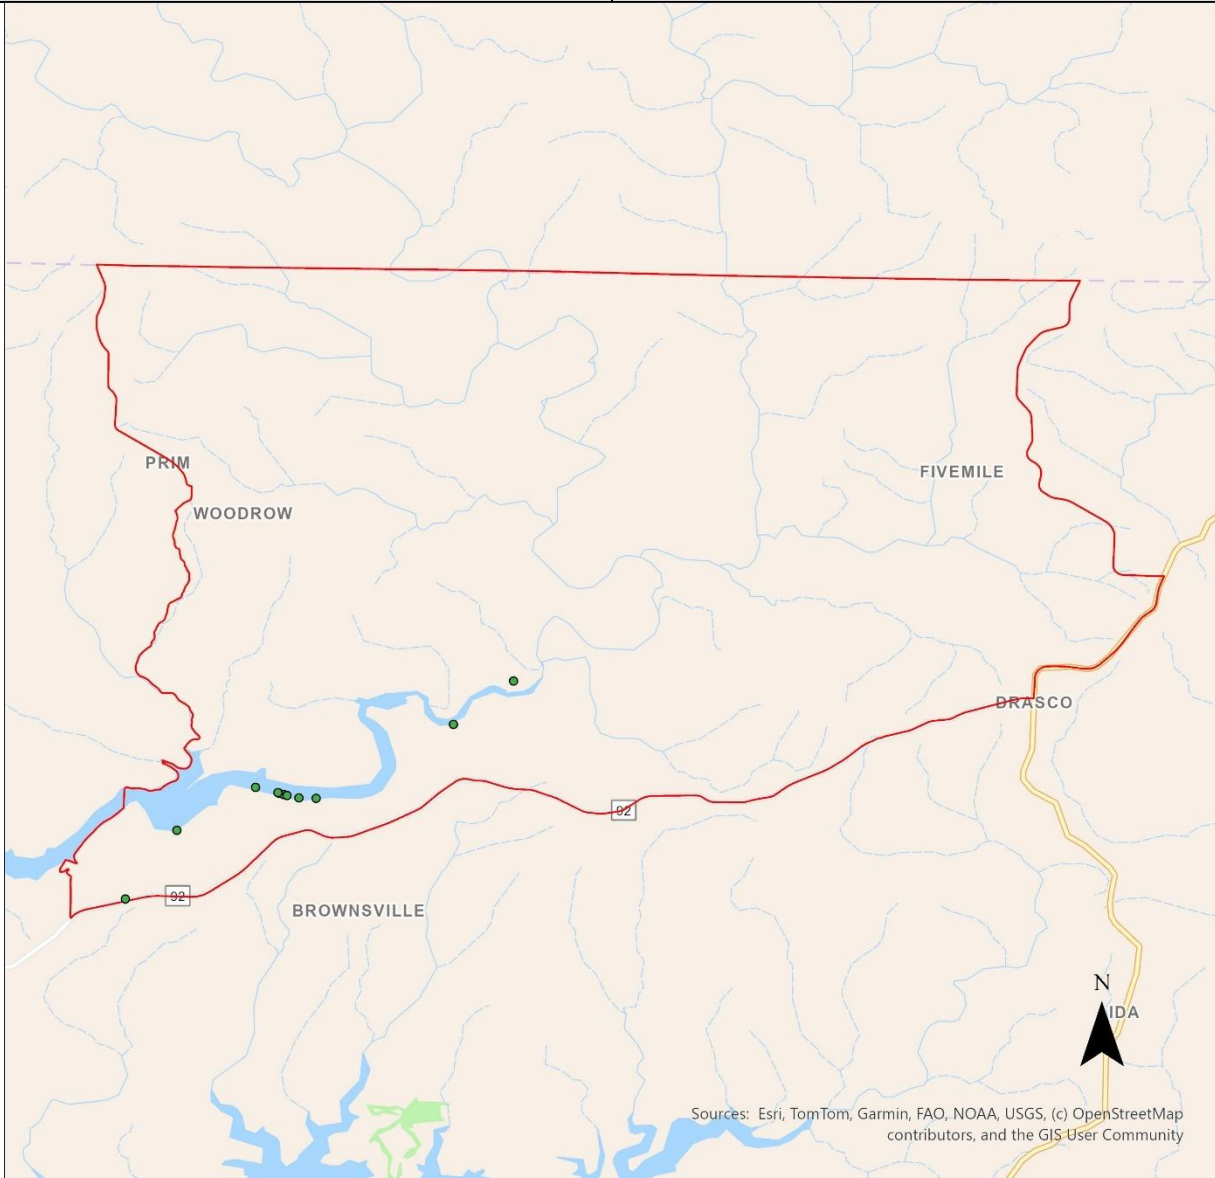 PRIM
FIVEMILE
WOODROW
DRASCO
92
92
BROWNSVILLE
N
IDA
Sources: Esri, TomTom, Garmin, FAO, NOAA, USGS, (c) OpenStreetMap
contributors, and the GIS User Community